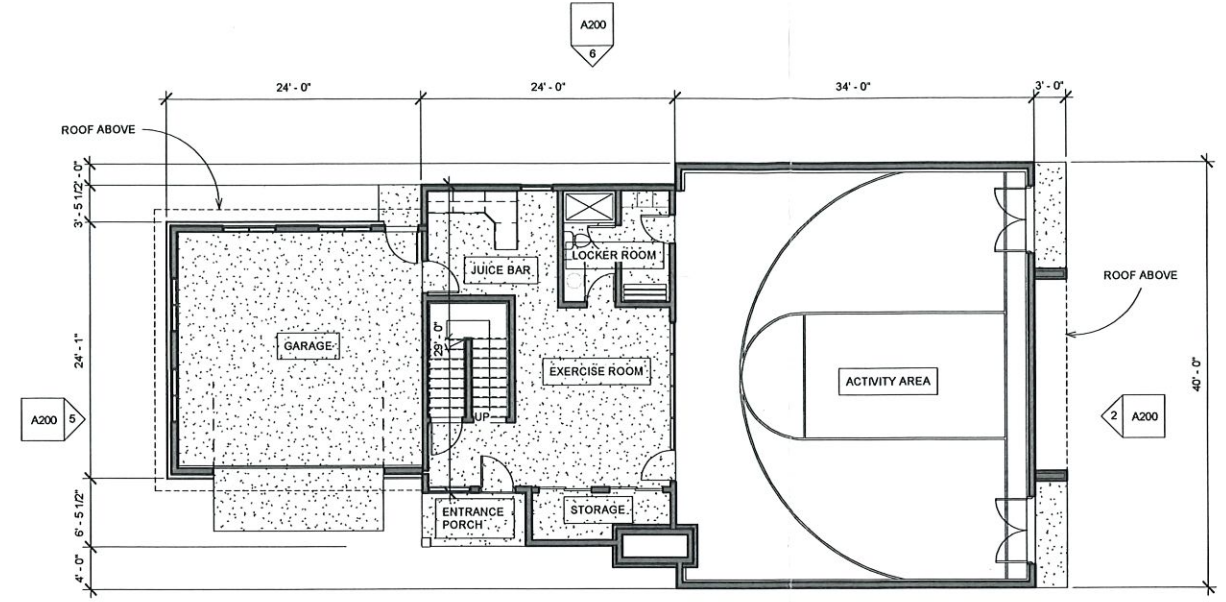 A200
6
24' - 0"
24' - 0"
34' - 0"
3' - 0"
ROOF ABOVE
3' - 5 1/2"
2' - 0"
JUICE BAR
LOCKER ROOM
ROOF ABOVE
24' - 1"
29' - 0"
GARAGE
EXERCISE ROOM
ACTIVITY AREA
40' - 0"
A200 5
UP
2 A200
ENTRANCE
PORCH
STORAGE
6' - 5 1/2"
4' - 0"